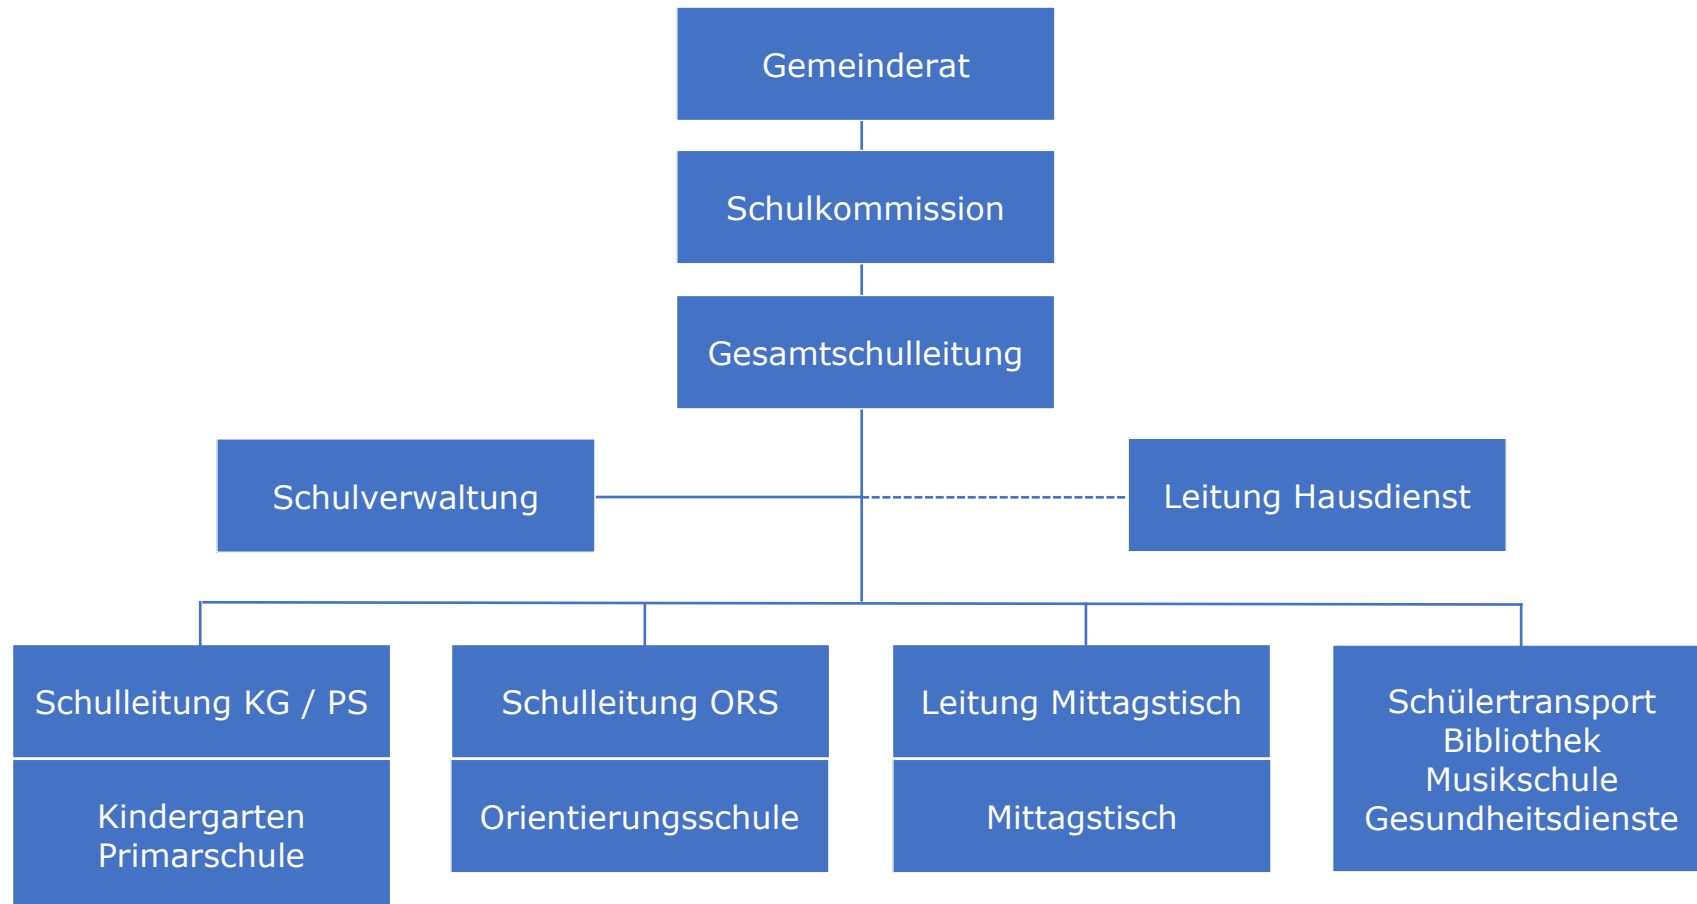 Gemeinderat
Schulkommission
Gesamtschulleitung
Schulverwaltung
Leitung Hausdienst
Schulleitung KG / PS
Kindergarten
Primarschule
Schulleitung ORS
Orientierungsschule
Leitung Mittagstisch
Mittagstisch
Schülertransport
Bibliothek
Musikschule
Gesundheitsdienste